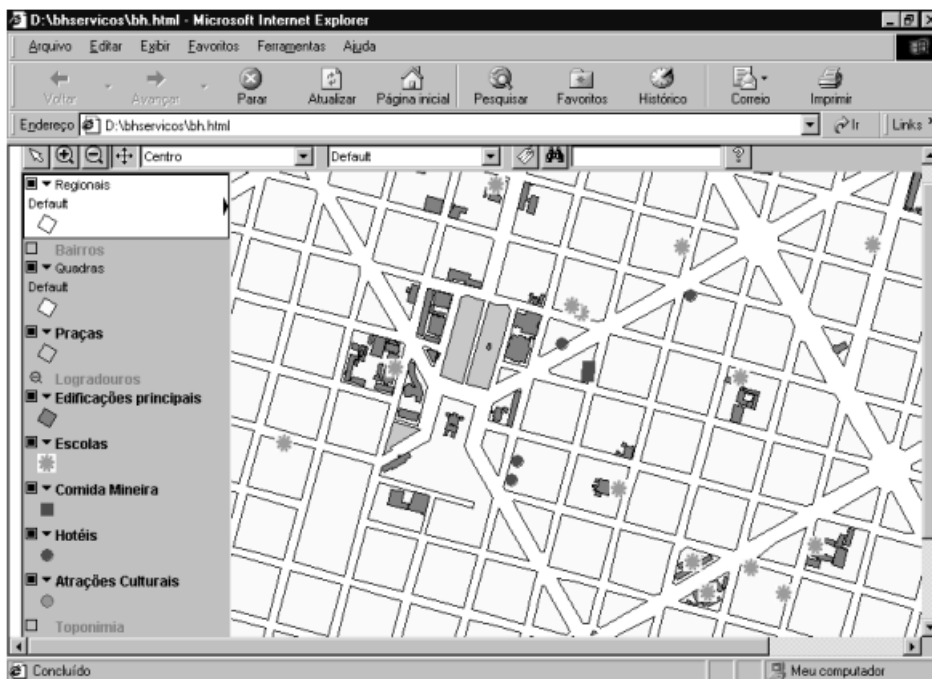 D:\bhservicos\bh.html - Microsoft Internet Explorer
Arquivo Editar Exibir Favoritos Ferramentas Ajuda
Voltar Avançar Parar Atualizar Página inicial Pesquisar Favoritos Histórico Correio Imprimir
Endereço D:\bhservicos\bh.html Ir Links »
Centro Default
Regionais
Default
Bairros
Quadras
Default
Praças
Logradouros
Edificações principais
Escolas
Comida Mineira
Hotéis
Atrações Culturais
Toponimia
Concluído Meu computador